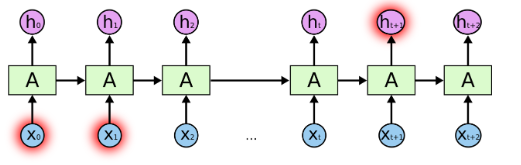 h₀ h₁ h₂ hₜ hₜ₊₁ hₜ₊₂
A A A A A A
x₀ x₁ x₂ ... xₜ xₜ₊₁ xₜ₊₂